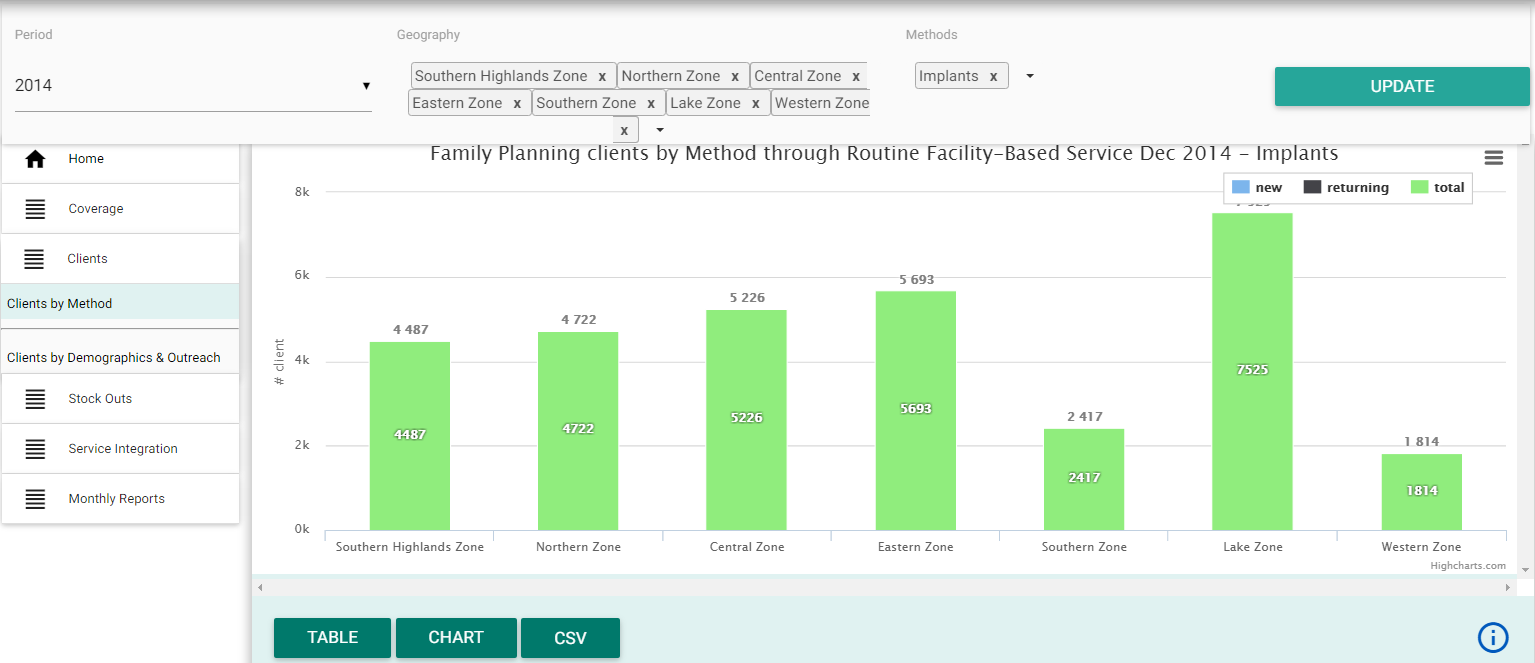 Period
Geography
Methods
2014
Southern Highlands Zone x Northern Zone x Central Zone x
Eastern Zone x Southern Zone x Lake Zone x Western Zone
x
Implants x
UPDATE
Home
Coverage
Clients
Clients by Method
Clients by Demographics & Outreach
Stock Outs
Service Integration
Monthly Reports
Family Planning clients by Method through Routine Facility-Based Service Dec 2014 - Implants
new returning total
# client
8k
6k
4k
2k
0k
4 487
4 722
5 226
5 693
2 417
1 814
4487
4722
5226
5693
2417
7525
1814
Southern Highlands Zone
Northern Zone
Central Zone
Eastern Zone
Southern Zone
Lake Zone
Western Zone
Highcharts.com
TABLE
CHART
CSV